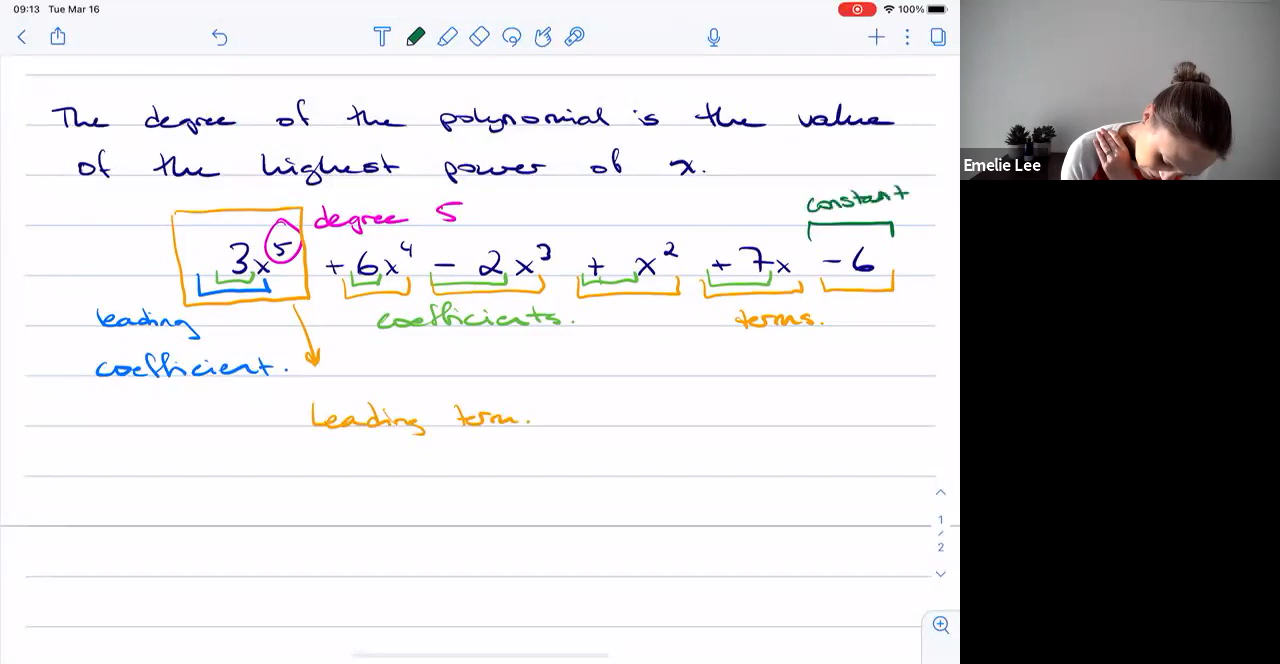 09:13 Tue Mar 16
100%
T
The degree of the polynomial is the value
of the highest power of x.
constant
degree 5
3x⁵ + 6x⁴ - 2x³ + x² + 7x - 6
leading coefficients. terms.
coefficient.
Leading term.
Emelie Lee
1
/
2